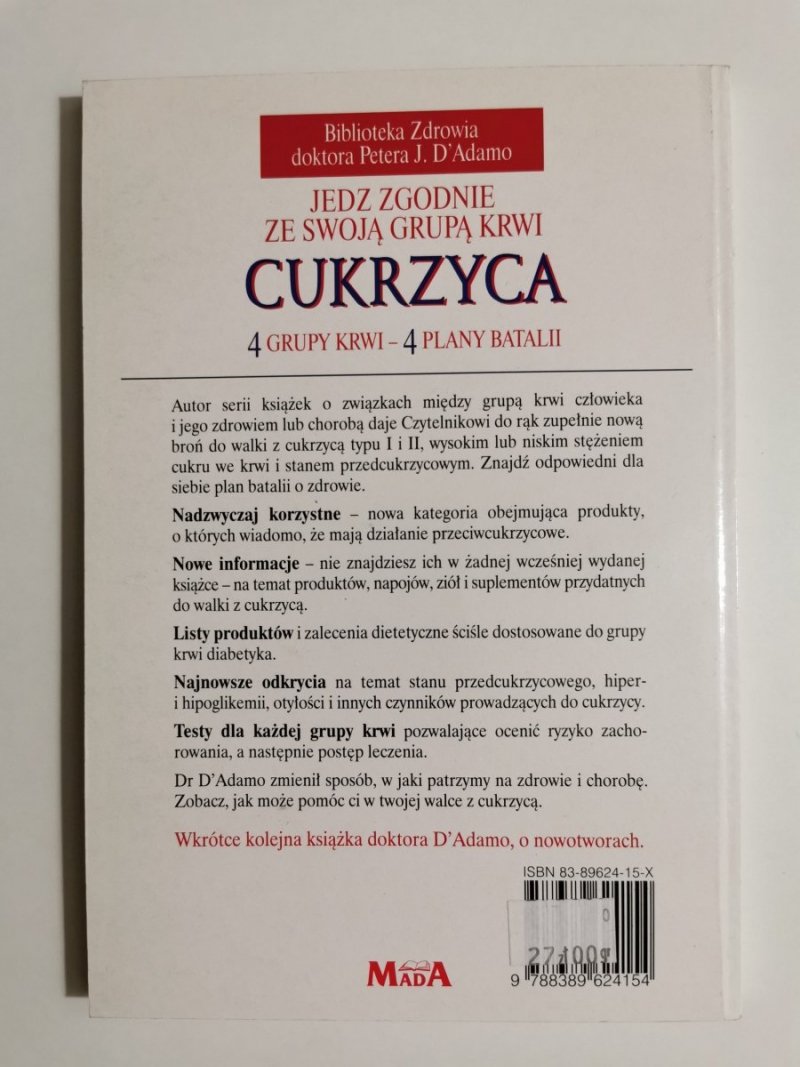 Biblioteka Zdrowia
doktora Petera J. D'Adamo
JEDZ ZGODNIE
ZE SWOJĄ GRUPĄ KRWI
CUKRZYCA
4 GRUPY KRWI – 4 PLANY BATALII
Autor serii książek o związkach między grupą krwi człowieka
i jego zdrowiem lub chorobą daje Czytelnikowi do rąk zupełnie nową
broń do walki z cukrzycą typu I i II, wysokim lub niskim stężeniem
cukru we krwi i stanem przedcukrzycowym. Znajdź odpowiedni dla
siebie plan batalii o zdrowie.
Nadzwyczaj korzystne – nowa kategoria obejmująca produkty,
o których wiadomo, że mają działanie przeciwcukrzycowe.
Nowe informacje – nie znajdziesz ich w żadnej wcześniej wydanej
książce – na temat produktów, napojów, ziół i suplementów przydatnych
do walki z cukrzycą.
Listy produktów i zalecenia dietetyczne ściśle dostosowane do grupy
krwi diabetyka.
Najnowsze odkrycia na temat stanu przedcukrzycowego, hiper-
i hipoglikemii, otyłości i innych czynników prowadzących do cukrzycy.
Testy dla każdej grupy krwi pozwalające ocenić ryzyko zacho-
rowania, a następnie postęp leczenia.
Dr D'Adamo zmienił sposób, w jaki patrzymy na zdrowie i chorobę.
Zobacz, jak może pomóc ci w twojej walce z cukrzycą.
Wkrótce kolejna książka doktora D'Adamo, o nowotworach.
ISBN 83-89624-15-X
MADA
9 788389 624154